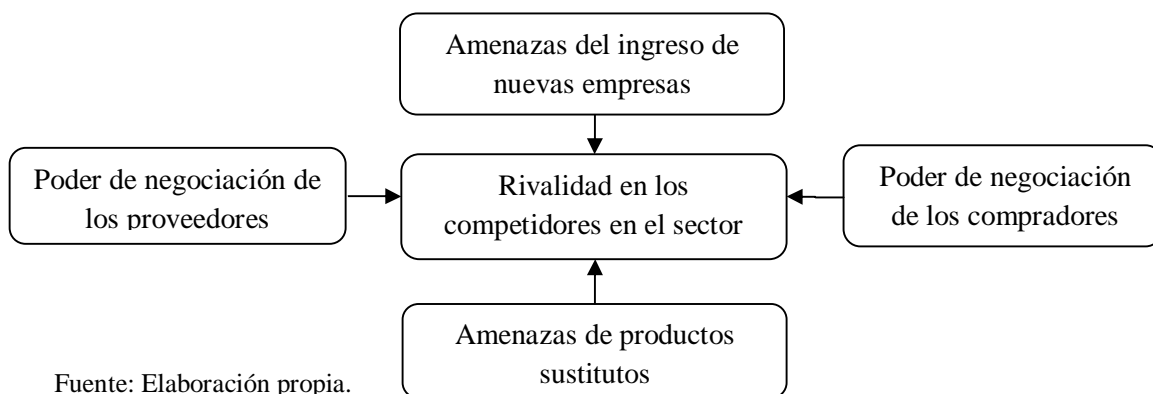 Amenazas del ingreso de
nuevas empresas
Poder de negociación de
los proveedores
Rivalidad en los
competidores en el sector
Poder de negociación
de los compradores
Amenazas de productos
sustitutos
Fuente: Elaboración propia.